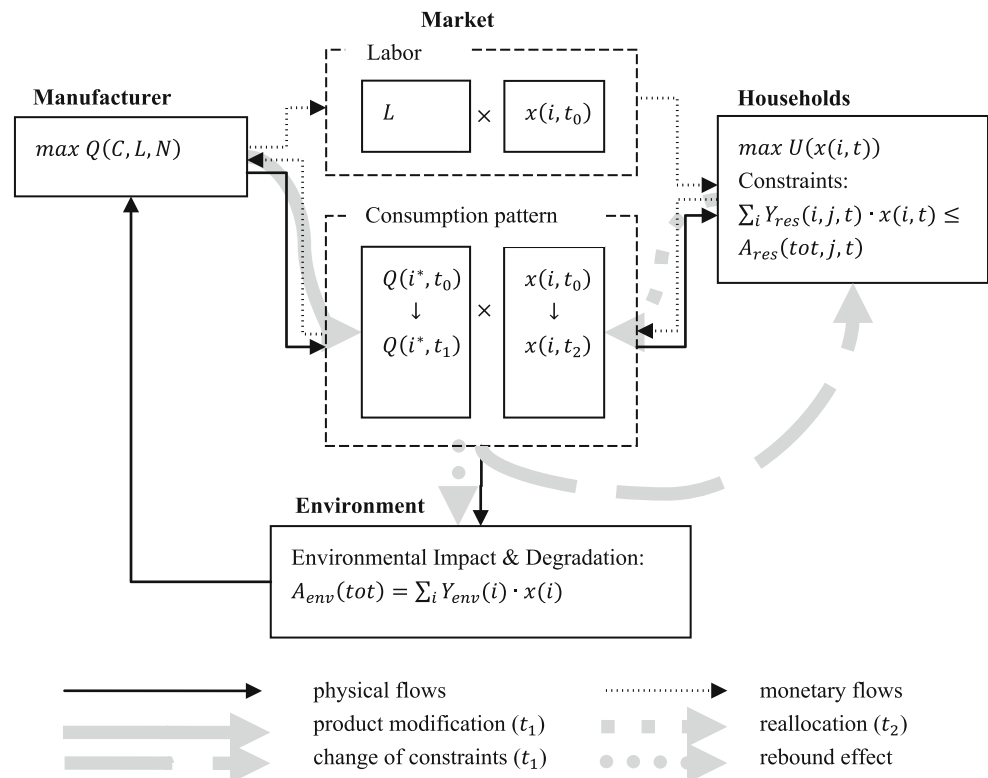 Market
Labor
L
×
x(i, t₀)
Manufacturer
max Q(C, L, N)
Households
max U(x(i, t))
Constraints:
∑ᵢ Y_res(i, j, t) · x(i, t) ≤
A_res(tot, j, t)
Consumption pattern
Q(i*, t₀)
↓
Q(i*, t₁)
×
x(i, t₀)
↓
x(i, t₂)
Environment
Environmental Impact & Degradation:
A_env(tot) = ∑ᵢ Y_env(i) · x(i)
physical flows
monetary flows
product modification (t₁)
reallocation (t₂)
change of constraints (t₁)
rebound effect